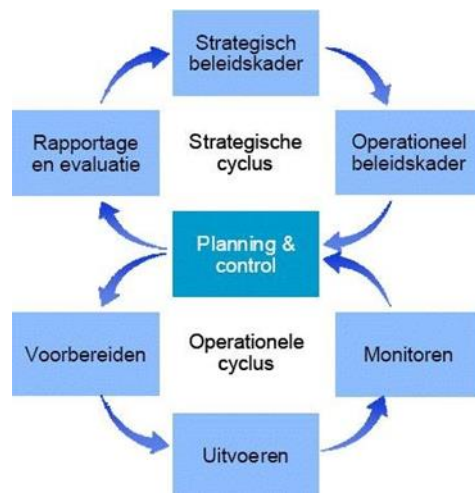 Strategisch
beleidskader
Rapportage
en evaluatie
Strategische
cyclus
Operationeel
beleidskader
Planning &
control
Voorbereiden
Operationele
cyclus
Monitoren
Uitvoeren